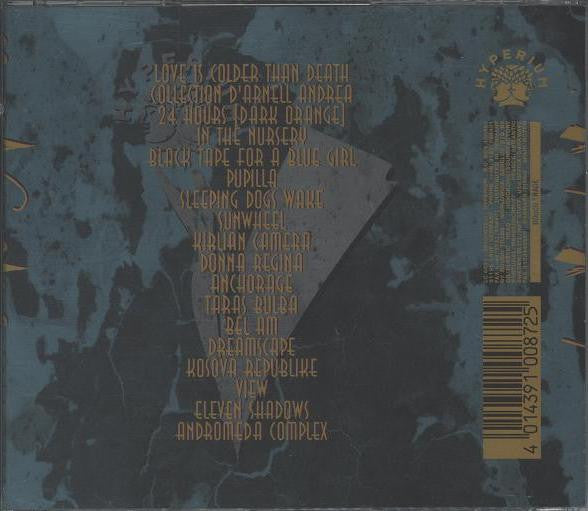 LOVE IS COLDER THAN DEATH
COLLECTION D'ARNELL ANDREA
24 HOURS [DARK ORANGE]
IN THE NURSERY
BLACK TAPE FOR A BLUE GIRL
PUPILLA
SLEEPING DOGS WAKE
SUNWHEEL
KIRLIAN CAMERA
DONNA REGINA
ANCHORAGE
TARAS BULBA
BEL AM
DREAMSCAPE
KOSOVA REPUBLIKE
VIEW
ELEVEN SHADOWS
ANDROMEDA COMPLEX
HYPERIUM
4 014391 008725